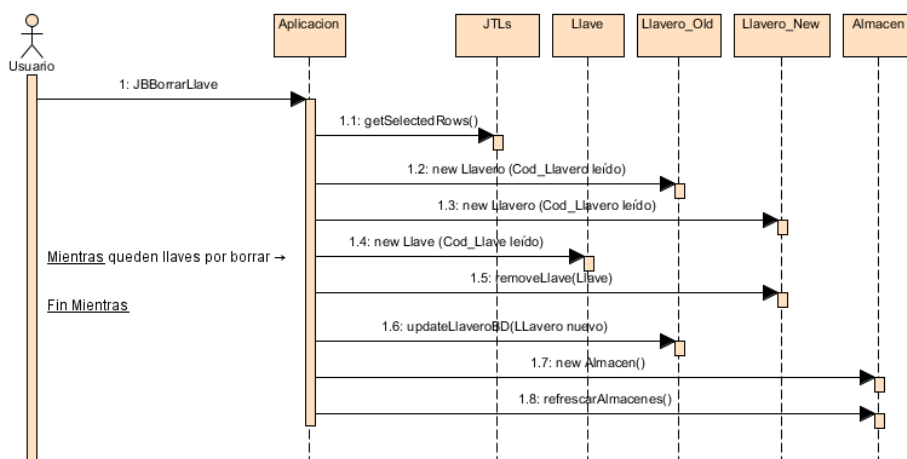 Aplicacion
JTLs
Llave
Llavero_Old
Llavero_New
Almacen
Usuario
1: JBBorrarLlave
1.1: getSelectedRows()
1.2: new Llavero (Cod_Llavero leído)
1.3: new Llavero (Cod_Llavero leído)
1.4: new Llave (Cod_Llave leído)
Mientras queden llaves por borrar →
1.5: removeLlave(Llave)
Fin Mientras
1.6: updateLlaveroBD(LLavero nuevo)
1.7: new Almacen()
1.8: refrescarAlmacenes()